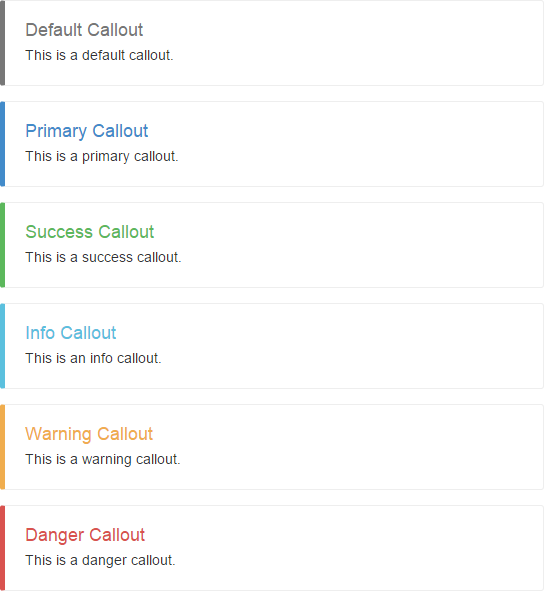 Default Callout
This is a default callout.
Primary Callout
This is a primary callout.
Success Callout
This is a success callout.
Info Callout
This is an info callout.
Warning Callout
This is a warning callout.
Danger Callout
This is a danger callout.